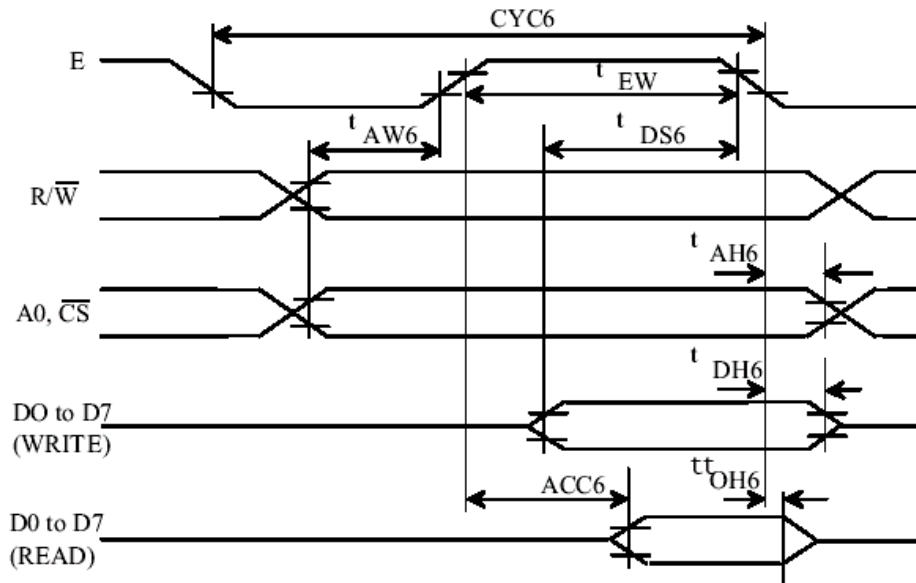 CYC6
E
t
EW
t
AW6
t
DS6
R/W
t
AH6
A0, CS
t
DH6
DO to D7
(WRITE)
tt
OH6
ACC6
D0 to D7
(READ)